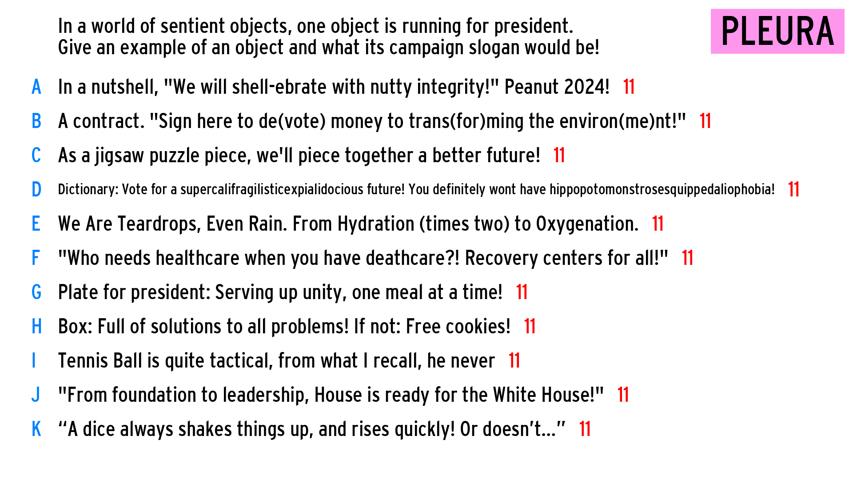 In a world of sentient objects, one object is running for president.
Give an example of an object and what its campaign slogan would be!
PLEURA
A In a nutshell, "We will shell-ebrate with nutty integrity!" Peanut 2024! 11
B A contract. "Sign here to de(vote) money to trans(for)ming the environ(me)nt!" 11
C As a jigsaw puzzle piece, we'll piece together a better future! 11
D Dictionary: Vote for a supercalifragilisticexpialidocious future! You definitely wont have hippopotomonstrosesquippedaliophobia! 11
E We Are Teardrops, Even Rain. From Hydration (times two) to Oxygenation. 11
F "Who needs healthcare when you have deathcare?! Recovery centers for all!" 11
G Plate for president: Serving up unity, one meal at a time! 11
H Box: Full of solutions to all problems! If not: Free cookies! 11
I Tennis Ball is quite tactical, from what I recall, he never 11
J "From foundation to leadership, House is ready for the White House!" 11
K “A dice always shakes things up, and rises quickly! Or doesn’t...” 11